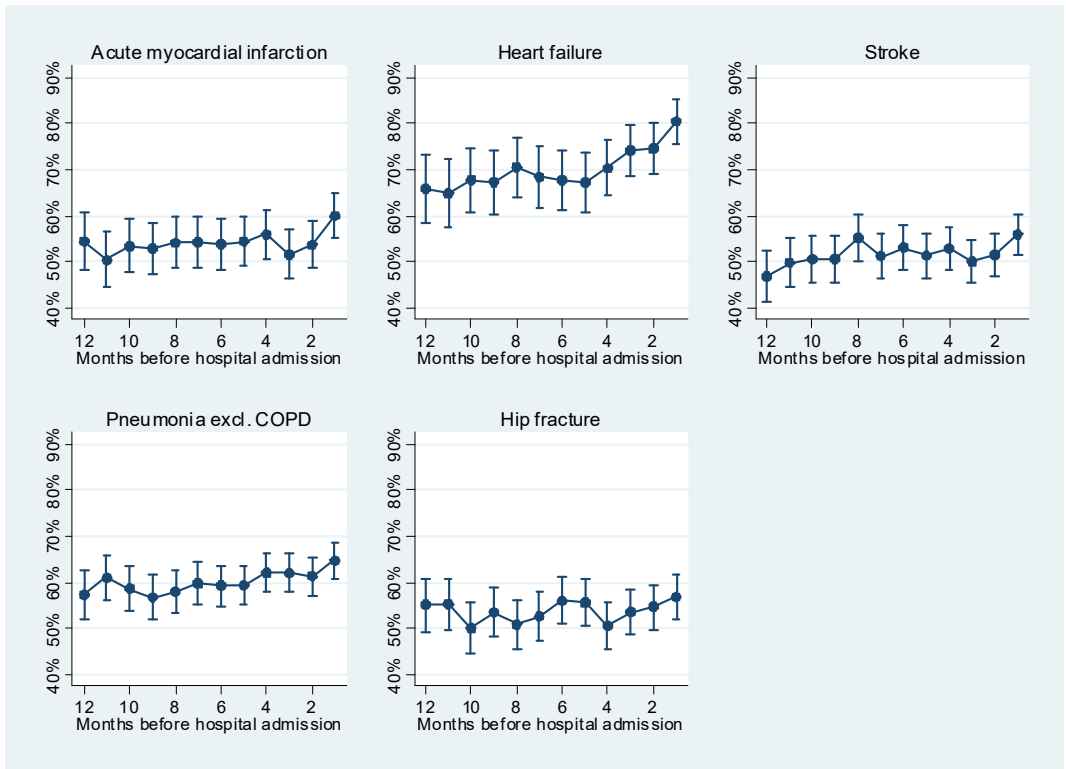 Acute myocardial infarction
90%
80%
70%
60%
50%
40%
12 10 8 6 4 2
Months before hospital admission
Heart failure
90%
80%
70%
60%
50%
40%
12 10 8 6 4 2
Months before hospital admission
Stroke
90%
80%
70%
60%
50%
40%
12 10 8 6 4 2
Months before hospital admission
Pneumonia excl. COPD
90%
80%
70%
60%
50%
40%
12 10 8 6 4 2
Months before hospital admission
Hip fracture
90%
80%
70%
60%
50%
40%
12 10 8 6 4 2
Months before hospital admission